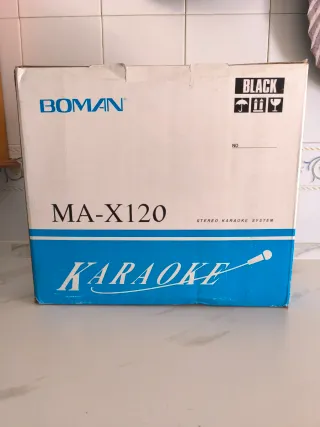 BOMAN
BLACK
NO.
MA-X120
STEREO KARAOKE SYSTEM
KARAOKE